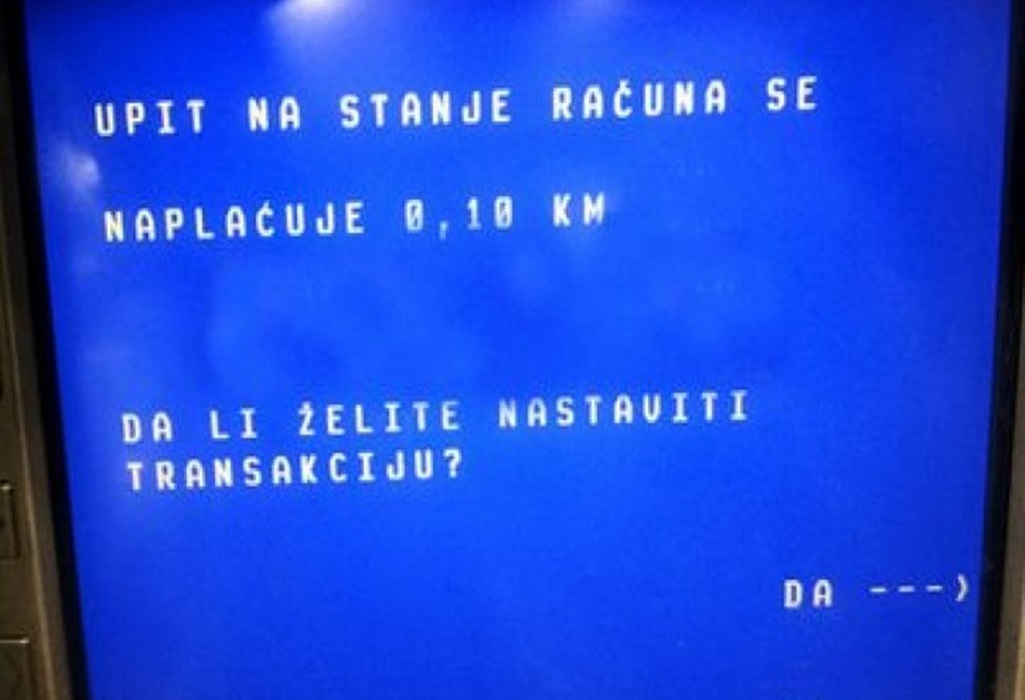 UPIT NA STANJE RAČUNA SE
NAPLAĆUJE 0,10 KM
DA LI ŽELITE NASTAVITI
TRANSAKCIJU?
DA --->